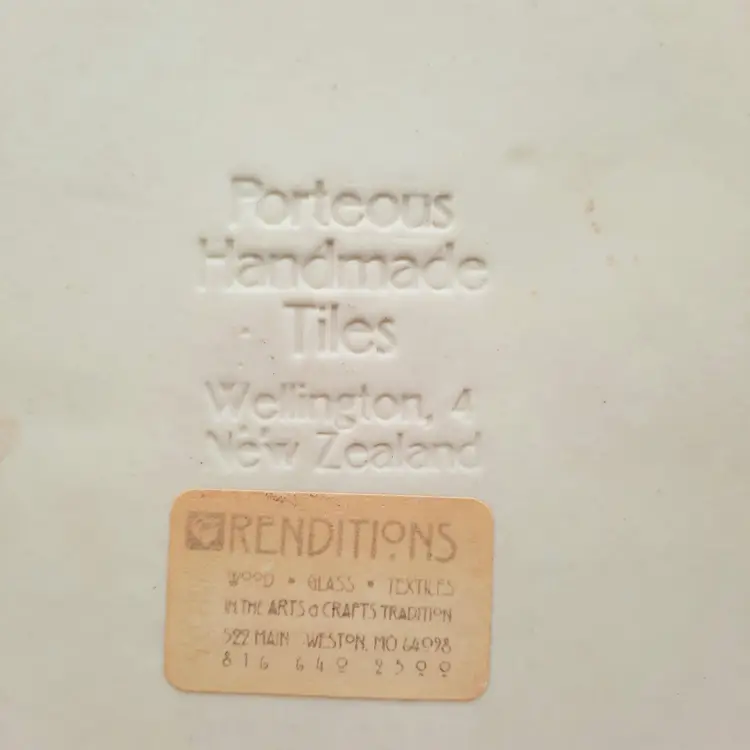 Porteous
Handmade
Tiles
Wellington, 4
New Zealand
RENDITIONS
WOOD • GLASS • TEXTILES
IN THE ARTS & CRAFTS TRADITION
522 MAIN WESTON, MO 64098
816 640 2500